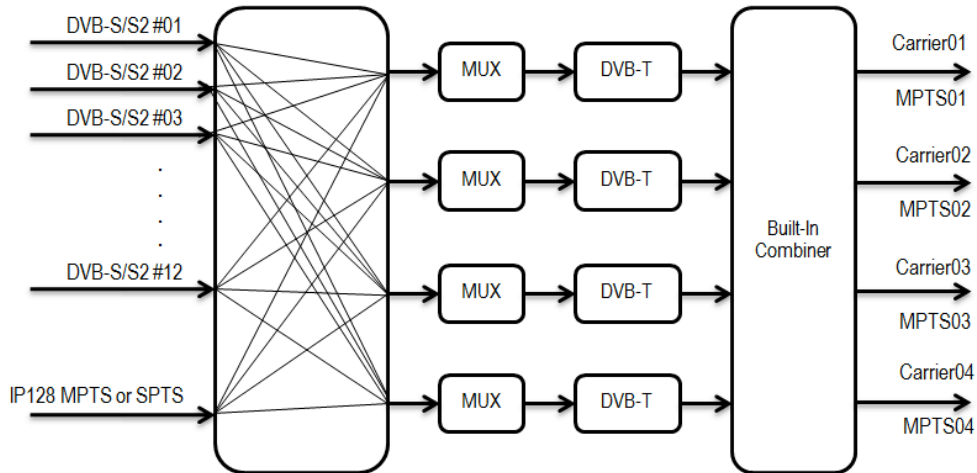 DVB-S/S2 #01
DVB-S/S2 #02
DVB-S/S2 #03
.
.
.
.
DVB-S/S2 #12
IP128 MPTS or SPTS
MUX
DVB-T
MUX
DVB-T
MUX
DVB-T
MUX
DVB-T
Built-In
Combiner
Carrier01
MPTS01
Carrier02
MPTS02
Carrier03
MPTS03
Carrier04
MPTS04